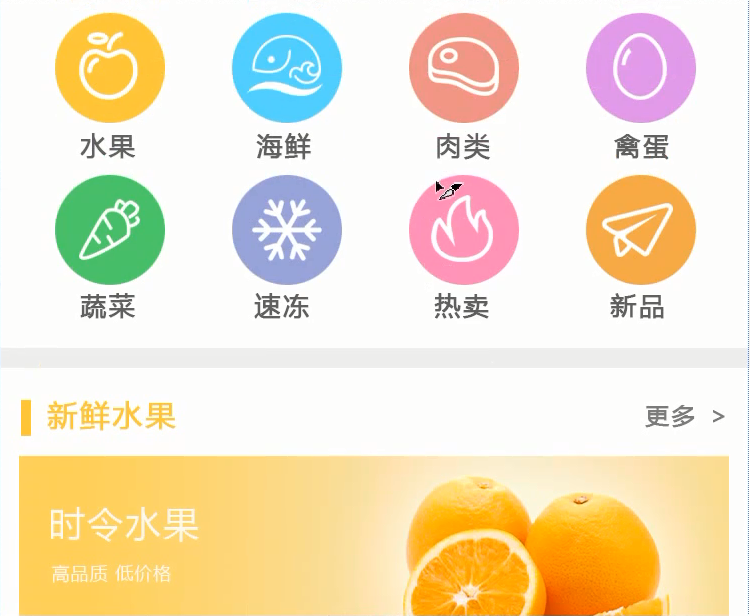 水果 海鲜 肉类 禽蛋
蔬菜 速冻 热卖 新品
新鲜水果 更多 >
时令水果
高品质 低价格